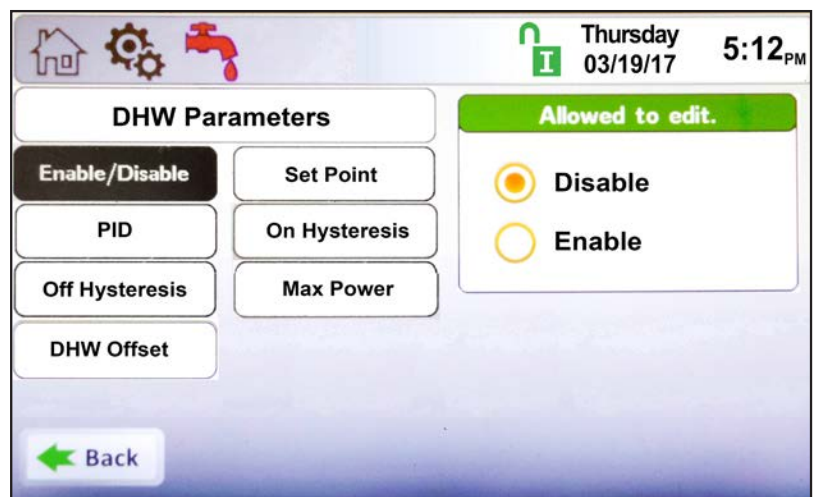 Thursday
03/19/17
5:12PM
I
DHW Parameters
Enable/Disable
Set Point
PID
On Hysteresis
Off Hysteresis
Max Power
DHW Offset
Allowed to edit.
Disable
Enable
Back